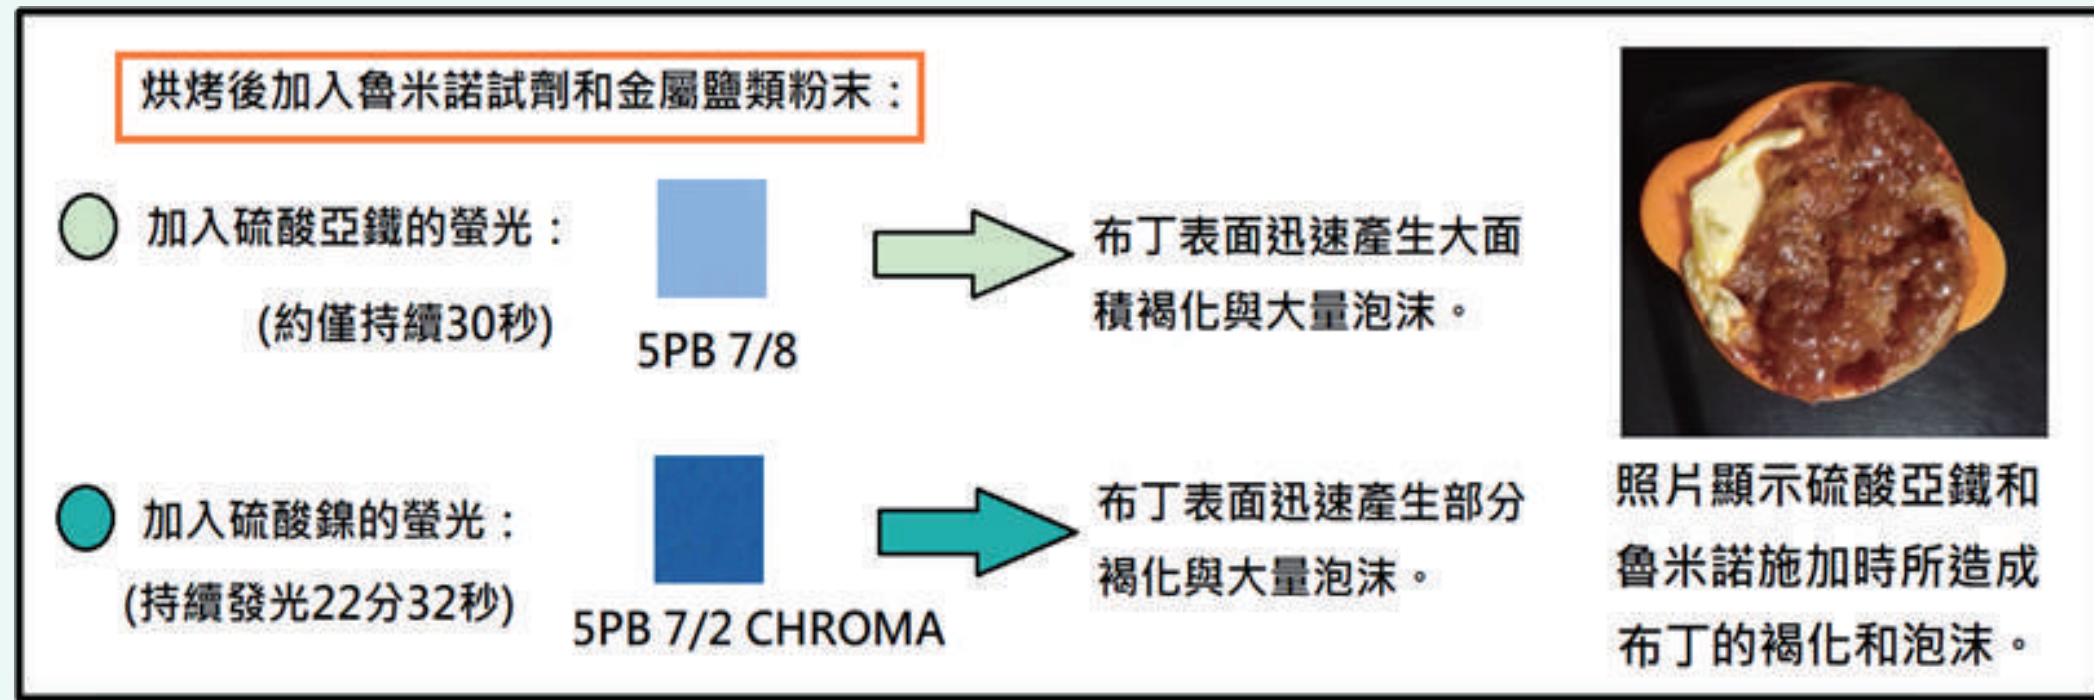 烘烤後加入魯米諾試劑和金屬鹽類粉末：
加入硫酸亞鐵的螢光：
(約僅持續30秒)
5PB 7/8
布丁表面迅速產生大面
積褐化與大量泡沫。
加入硫酸鎳的螢光：
(持續發光22分32秒)
5PB 7/2 CHROMA
布丁表面迅速產生部分
褐化與大量泡沫。
照片顯示硫酸亞鐵和
魯米諾施加時所造成
布丁的褐化和泡沫。